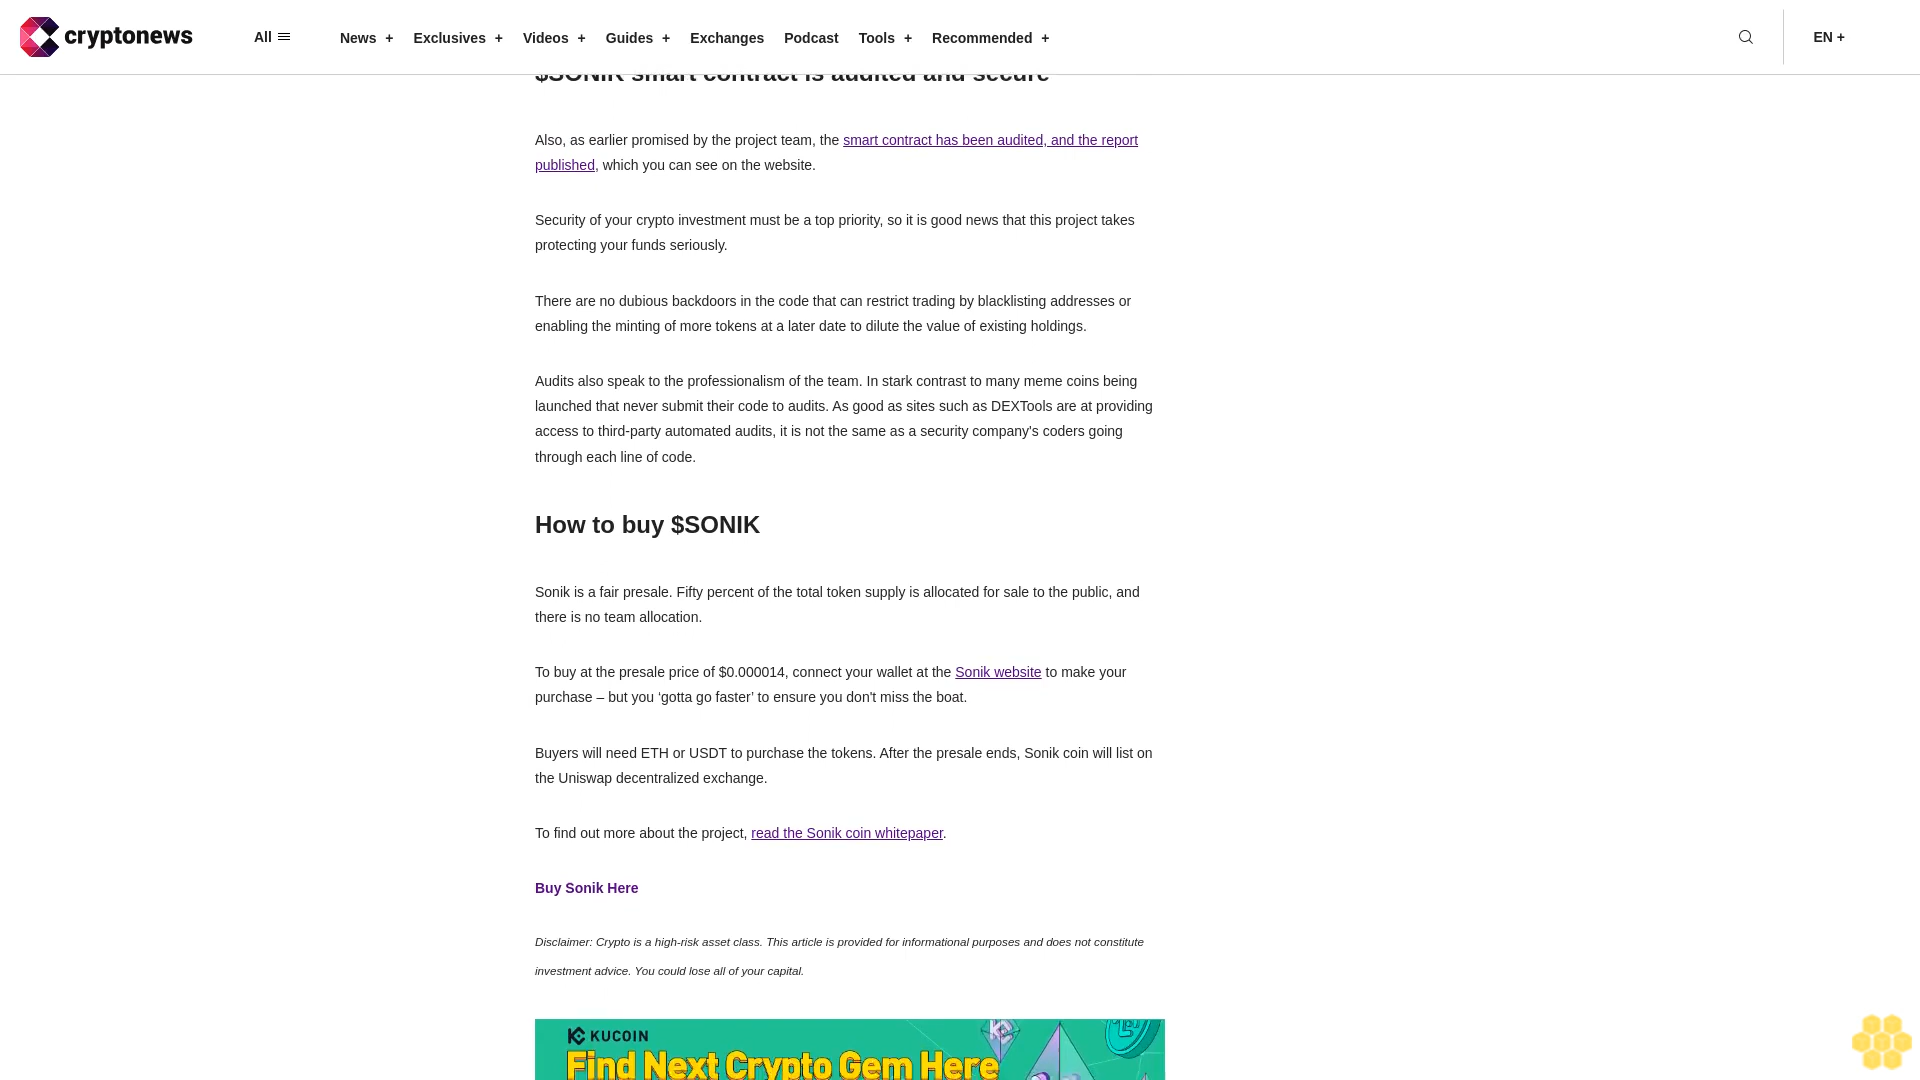 cryptonews
All
News +
Exclusives +
Videos +
Guides +
Exchanges
Podcast
Tools +
Recommended +
EN +
$SONIK smart contract is audited and secure
Also, as earlier promised by the project team, the smart contract has been audited, and the report
published, which you can see on the website.
Security of your crypto investment must be a top priority, so it is good news that this project takes
protecting your funds seriously.
There are no dubious backdoors in the code that can restrict trading by blacklisting addresses or
enabling the minting of more tokens at a later date to dilute the value of existing holdings.
Audits also speak to the professionalism of the team. In stark contrast to many meme coins being
launched that never submit their code to audits. As good as sites such as DEXTools are at providing
access to third-party automated audits, it is not the same as a security company's coders going
through each line of code.
How to buy $SONIK
Sonik is a fair presale. Fifty percent of the total token supply is allocated for sale to the public, and
there is no team allocation.
To buy at the presale price of $0.000014, connect your wallet at the Sonik website to make your
purchase – but you ‘gotta go faster’ to ensure you don't miss the boat.
Buyers will need ETH or USDT to purchase the tokens. After the presale ends, Sonik coin will list on
the Uniswap decentralized exchange.
To find out more about the project, read the Sonik coin whitepaper.
Buy Sonik Here
Disclaimer: Crypto is a high-risk asset class. This article is provided for informational purposes and does not constitute
investment advice. You could lose all of your capital.
KUCOIN
Find Next Crypto Gem Here